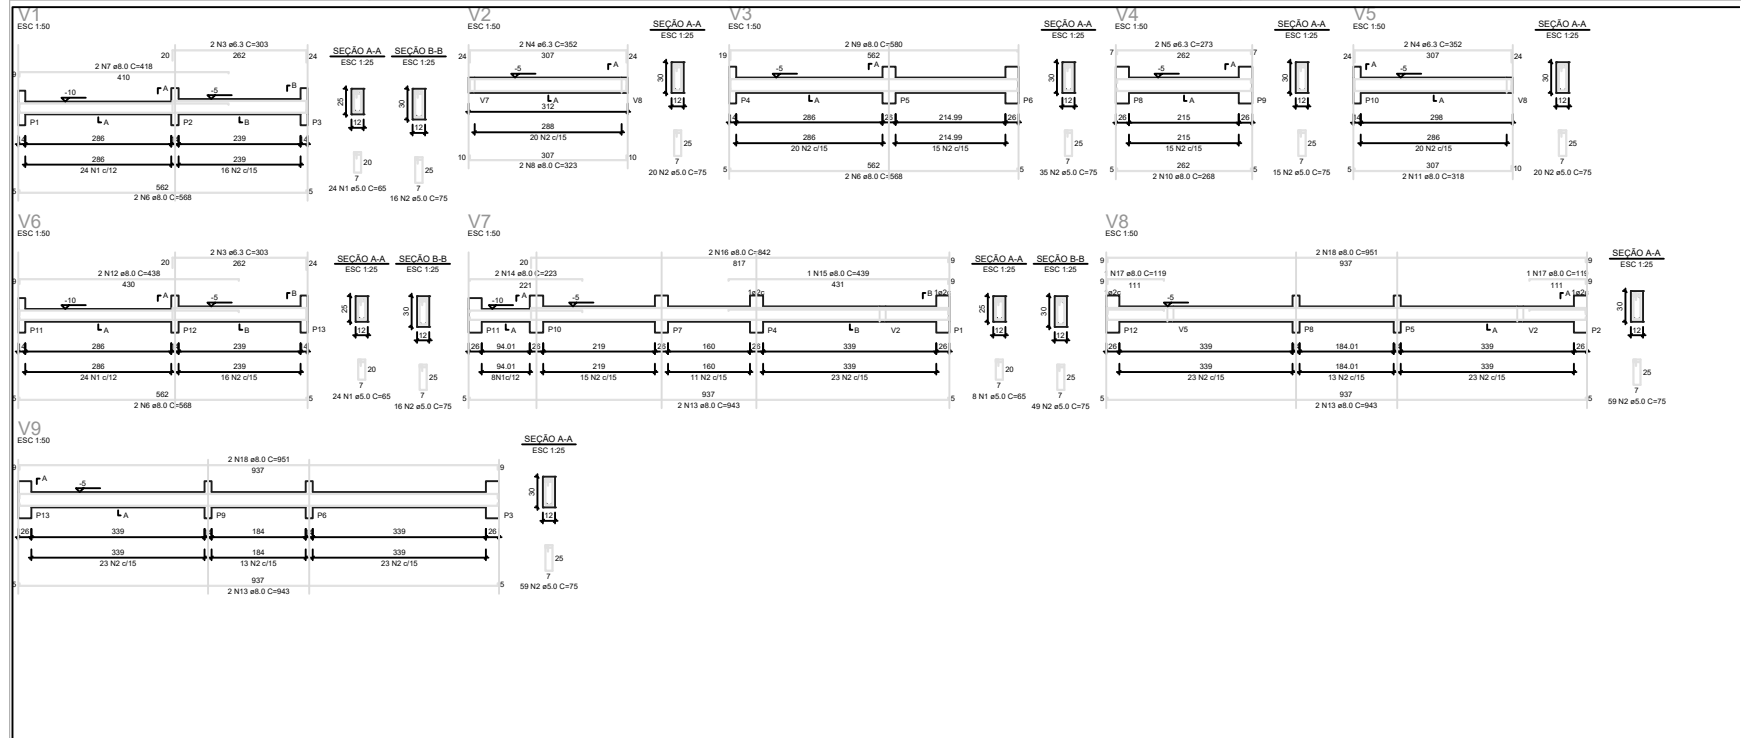 V1
ESC 1:50
2 N3 ø6.3 C=303
20 262 24
2 N7 ø8.0 C=418
9 410
-10 A -5 B
P1 A P2 B P3
286 239
286 239
24 N1 c/12 16 N2 c/15
5 562 5
2 N6 ø8.0 C=568
SEÇÃO A-A
ESC 1:25
25
12
20
7
24 N1 ø5.0 C=65
SEÇÃO B-B
ESC 1:25
30
12
25
7
16 N2 ø5.0 C=75
V2
ESC 1:50
2 N4 ø6.3 C=352
24 307 24
-5 A
V7 A V8
312
288
20 N2 c/15
10 307 10
2 N8 ø8.0 C=323
SEÇÃO A-A
ESC 1:25
30
12
25
7
20 N2 ø5.0 C=75
V3
ESC 1:50
2 N9 ø8.0 C=580
19 562
-5 A
P4 A P5 P6
286 214.99
286 214.99
20 N2 c/15 15 N2 c/15
5 562 5
2 N6 ø8.0 C=568
SEÇÃO A-A
ESC 1:25
30
12
25
7
35 N2 ø5.0 C=75
V4
ESC 1:50
2 N5 ø6.3 C=273
7 262 7
-5 A
P8 A P9
26 215 26
215
15 N2 c/15
5 262 5
2 N10 ø8.0 C=268
SEÇÃO A-A
ESC 1:25
30
12
25
7
15 N2 ø5.0 C=75
V5
ESC 1:50
2 N4 ø6.3 C=352
24 307 24
-5 A
P10 A V8
298
286
20 N2 c/15
5 307 10
2 N11 ø8.0 C=318
SEÇÃO A-A
ESC 1:25
30
12
25
7
20 N2 ø5.0 C=75
V6
ESC 1:50
2 N3 ø6.3 C=303
20 262 24
2 N12 ø8.0 C=438
9 430
-10 A -5 B
P11 A P12 B P13
286 239
286 239
24 N1 c/12 16 N2 c/15
5 562 5
2 N6 ø8.0 C=568
SEÇÃO A-A
ESC 1:25
25
12
20
7
24 N1 ø5.0 C=65
SEÇÃO B-B
ESC 1:25
30
12
25
7
16 N2 ø5.0 C=75
V7
ESC 1:50
2 N16 ø8.0 C=842
20 817 9
2 N14 ø8.0 C=223 1 N15 ø8.0 C=439
9 221 431 9
-10 A -5 B
P11 A P10 P7 P4 B V2 P1
26 94.01 219 160 339
94.01 219 160 339
8N1c/12 15 N2 c/15 11 N2 c/15 23 N2 c/15
5 937 5
2 N13 ø8.0 C=943
SEÇÃO A-A
ESC 1:25
25
12
20
7
8 N1 ø5.0 C=65
SEÇÃO B-B
ESC 1:25
30
12
25
7
49 N2 ø5.0 C=75
V8
ESC 1:50
2 N18 ø8.0 C=951
9 937 9
N17 ø8.0 C=119 1 N17 ø8.0 C=119
9 111 111 9
-5 A
P12 V5 P8 P5 A V2 P2
26 339 184.01 339 26
339 184.01 339
23 N2 c/15 13 N2 c/15 23 N2 c/15
5 937 5
2 N13 ø8.0 C=943
SEÇÃO A-A
ESC 1:25
30
12
25
7
59 N2 ø5.0 C=75
V9
ESC 1:50
2 N18 ø8.0 C=951
9 937 9
A -5
P13 A P9 P6 P3
26 339 184 339 26
339 184 339
23 N2 c/15 13 N2 c/15 23 N2 c/15
5 937 5
2 N13 ø8.0 C=943
SEÇÃO A-A
ESC 1:25
30
12
25
7
59 N2 ø5.0 C=75